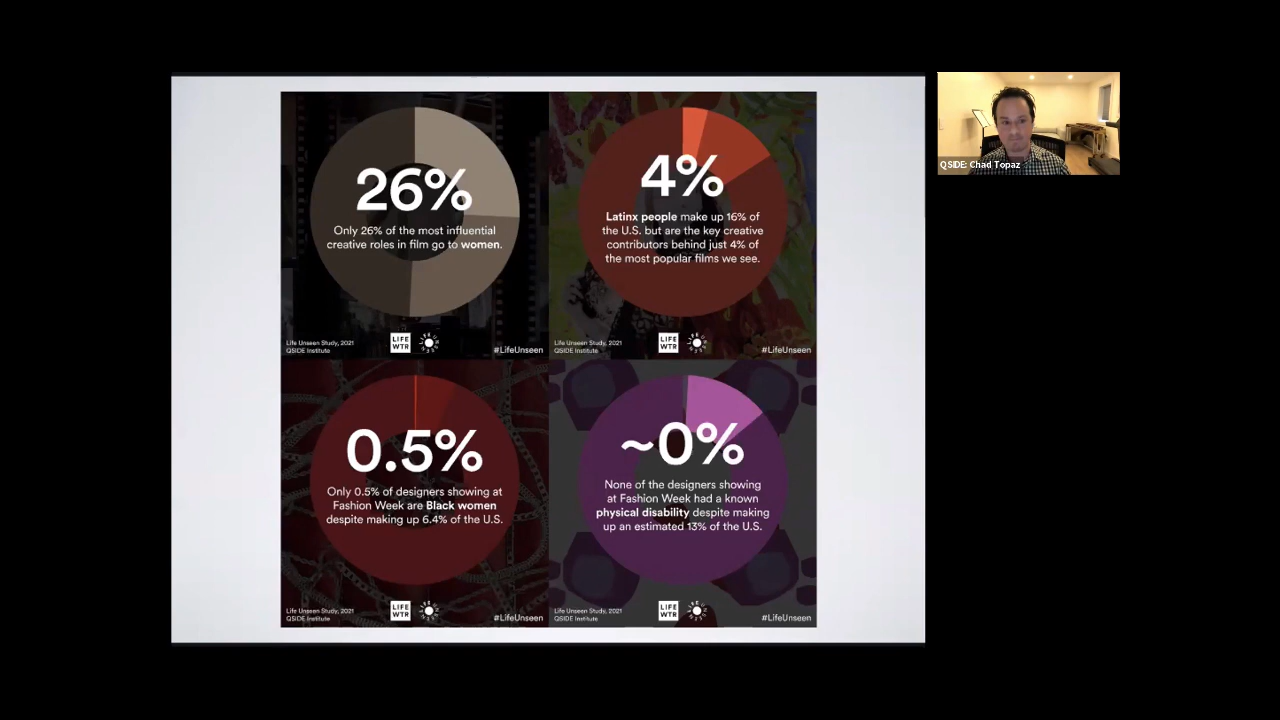 26%
Only 26% of the most influential
creative roles in film go to women.
Life Unseen Study, 2021
QSIDE Institute
LIFE
WTR
#LifeUnseen
4%
Latinx people make up 16% of
the U.S. but are the key creative
contributors behind just 4% of
the most popular films we see.
Life Unseen Study, 2021
QSIDE Institute
LIFE
WTR
#LifeUnseen
0.5%
Only 0.5% of designers showing at
Fashion Week are Black women
despite making up 6.4% of the U.S.
Life Unseen Study, 2021
QSIDE Institute
LIFE
WTR
#LifeUnseen
~0%
None of the designers showing
at Fashion Week had a known
physical disability despite making
up an estimated 13% of the U.S.
Life Unseen Study, 2021
QSIDE Institute
LIFE
WTR
#LifeUnseen
QSIDE: Chad Topaz